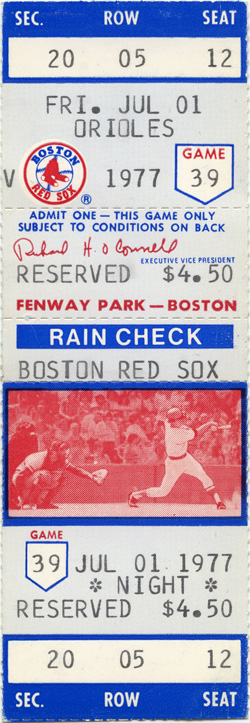 SEC. ROW SEAT
20 05 12
FRI. JUL 01
ORIOLES
BOSTON
RED SOX
®
V 1977
GAME
39
ADMIT ONE — THIS GAME ONLY
SUBJECT TO CONDITIONS ON BACK
Richard H. O'Connell
EXECUTIVE VICE PRESIDENT
RESERVED $4.50
FENWAY PARK — BOSTON
RAIN CHECK
BOSTON RED SOX
GAME
39 JUL 01 1977
* NIGHT *
RESERVED $4.50
20 05 12
SEC. ROW SEAT